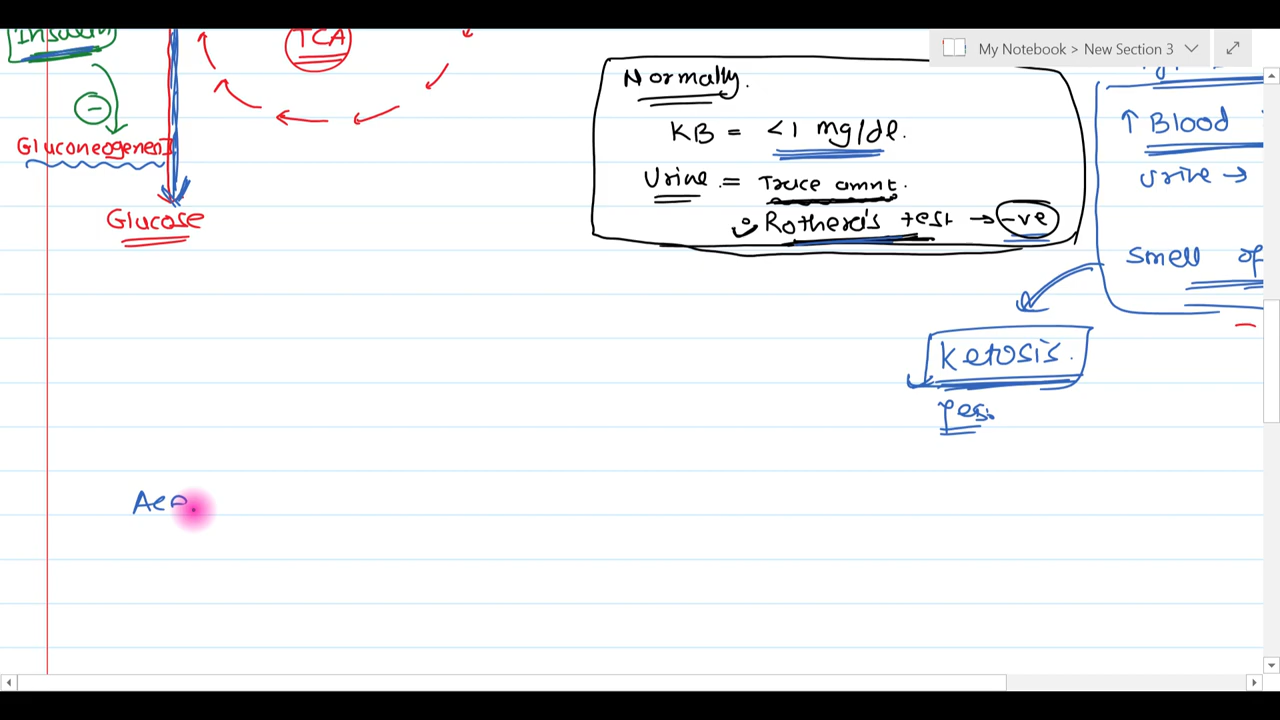 Insulin
TCA
My Notebook > New Section 3
Normally.
KB = <1 mg/dl.
Urine = Trace amnt.
Rothera's test → -ve
Gluconeogenesi
Glucose
↑ Blood
Urine →
Smell of
Ketosis.
Ace